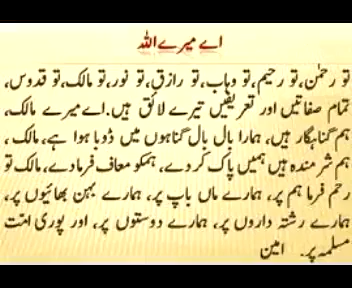 اے میرے اللہ
تو رحمٰن، تو رحیم، تو وہاب، تو رازق، تو نور، تو مالک، تو قدوس،
تمام صفاتیں اور تعریفیں تیرے لائق ہیں۔ اے میرے مالک،
ہم گناہگار ہیں، ہمارا بال بال گناہوں میں ڈوبا ہوا ہے، مالک،
ہم شرمندہ ہیں ہمیں پاک کر دے، ہمکو معاف فرمادے، مالک تو
رحم فرما ہم پر، ہمارے ماں باپ پر، ہمارے بہن بھائیوں پر،
ہمارے رشتہ داروں پر، ہمارے دوستوں پر، اور پوری امّت
مسلمہ پر۔ امین